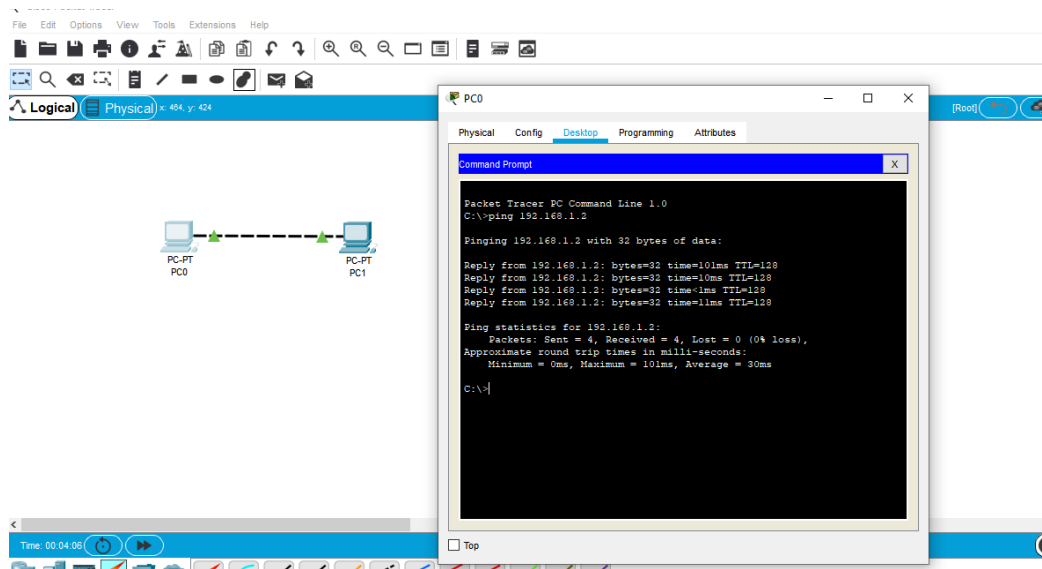 File Edit Options View Tools Extensions Help
Logical
Physical
x: 464, y: 424
[Root]
PC-PT
PC0
PC-PT
PC1
PC0
Physical Config Desktop Programming Attributes
Command Prompt
X
Packet Tracer PC Command Line 1.0
C:\>ping 192.168.1.2
Pinging 192.168.1.2 with 32 bytes of data:
Reply from 192.168.1.2: bytes=32 time=101ms TTL=128
Reply from 192.168.1.2: bytes=32 time=10ms TTL=128
Reply from 192.168.1.2: bytes=32 time<1ms TTL=128
Reply from 192.168.1.2: bytes=32 time=11ms TTL=128
Ping statistics for 192.168.1.2:
Packets: Sent = 4, Received = 4, Lost = 0 (0% loss),
Approximate round trip times in milli-seconds:
Minimum = 0ms, Maximum = 101ms, Average = 30ms
C:\>
Top
Time: 00:04:06